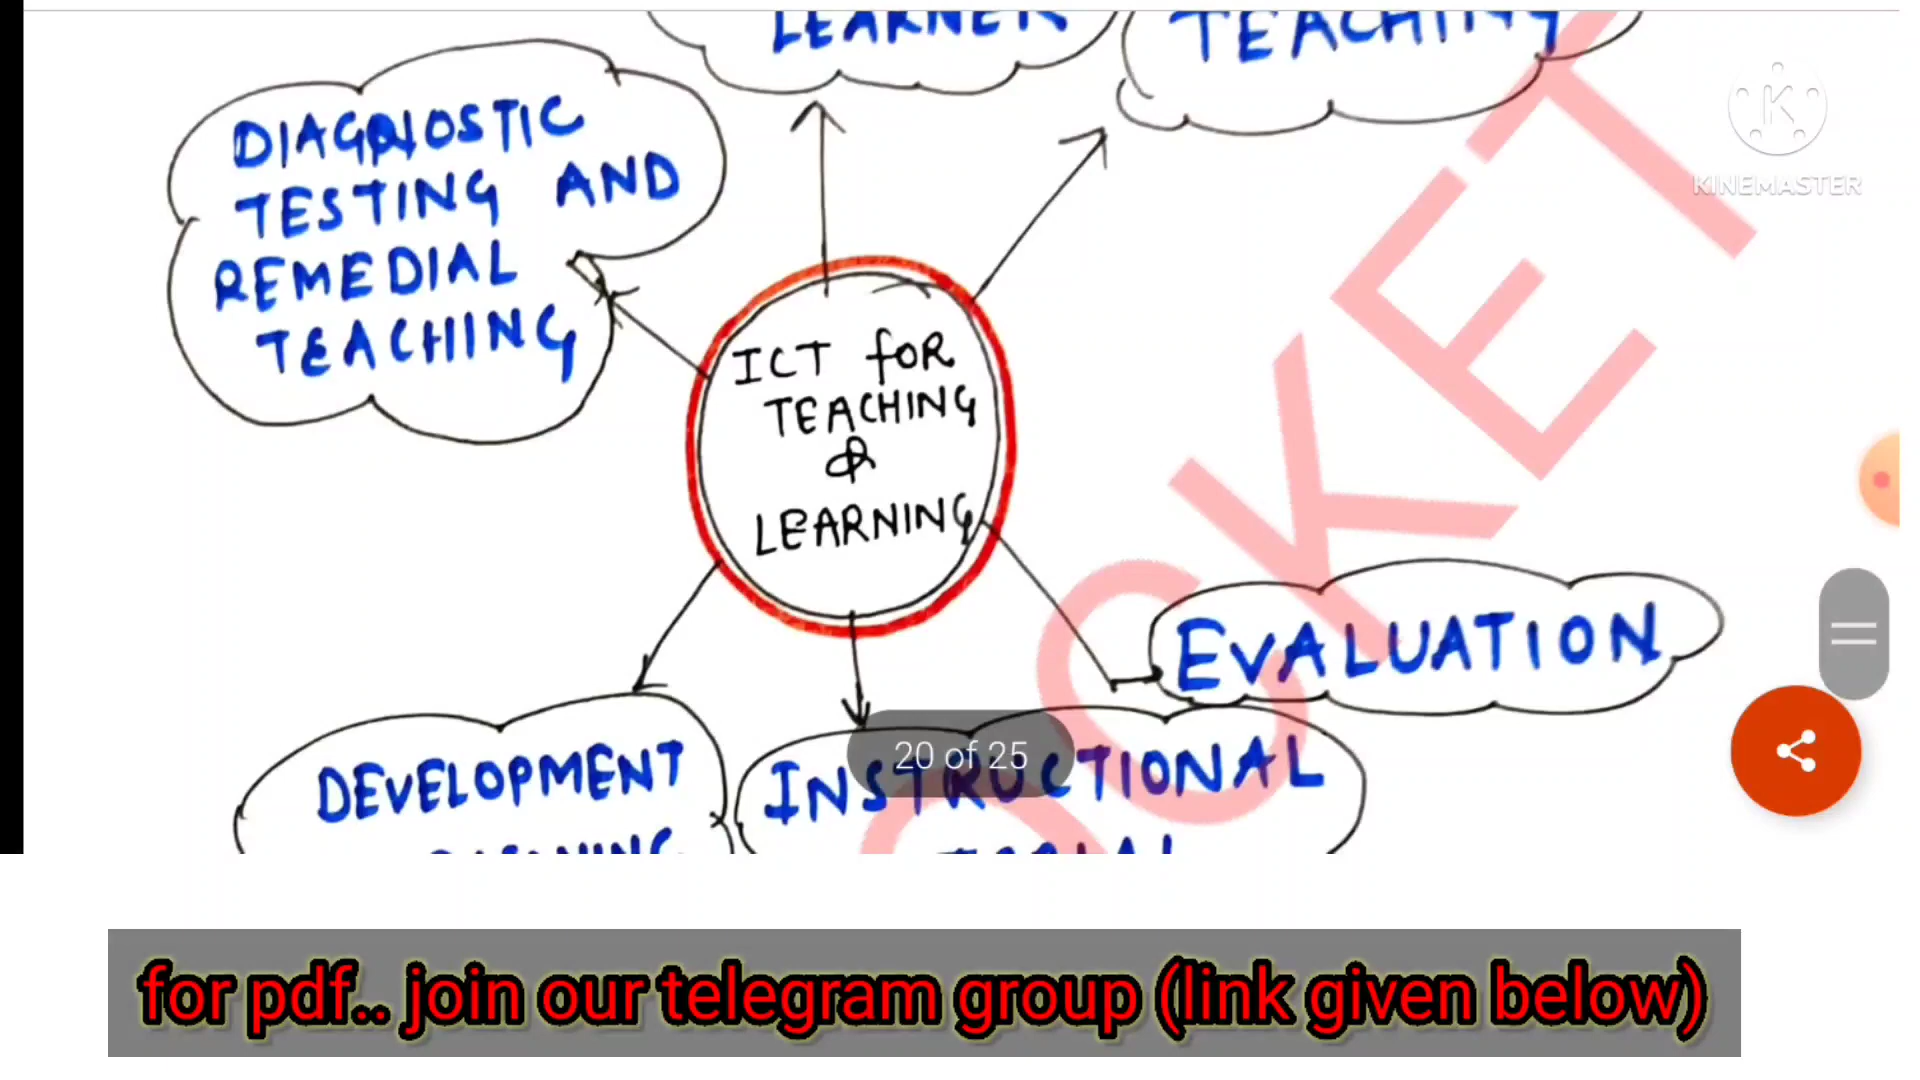 LEARNER
TEACHING
KINEMASTER
DIAGNOSTIC
TESTING AND
REMEDIAL
TEACHING
ICT foR
TEACHING
&
LEARNING
EVALUATION
20 of 25
DEVELOPMENT
INSTRUCTIONAL
for pdf.. join our telegram group (link given below)